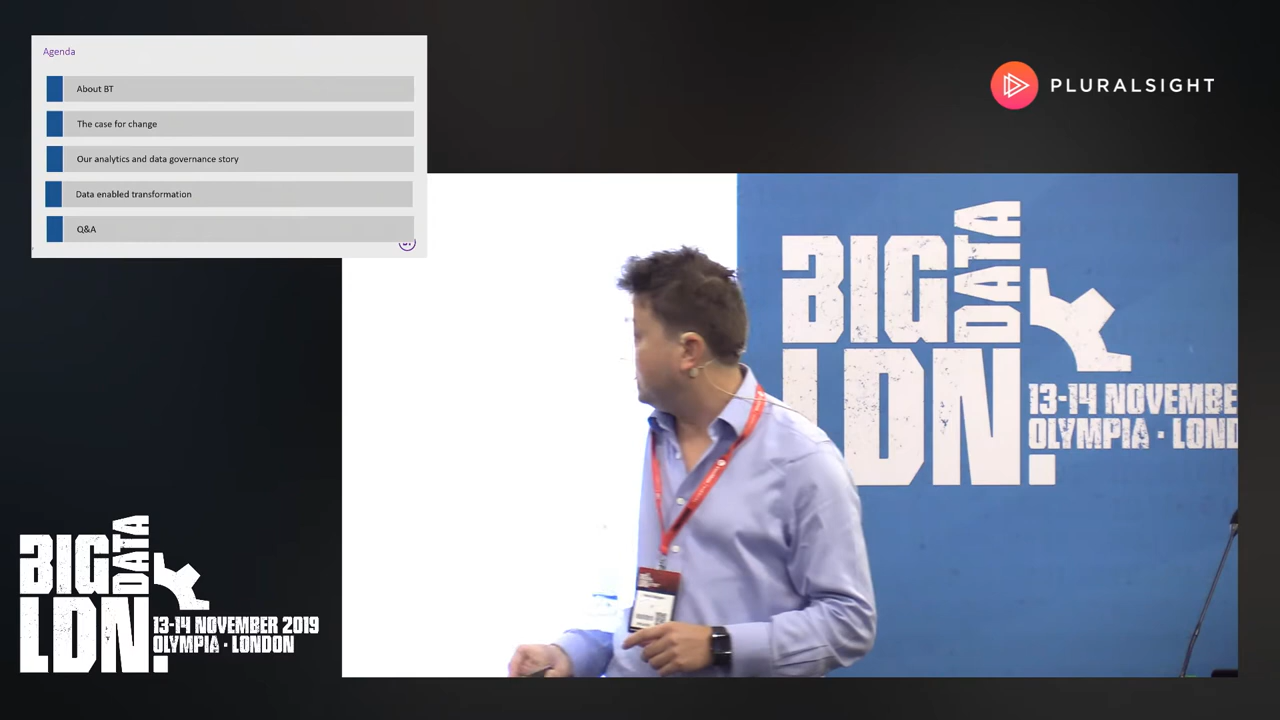 Agenda
About BT
The case for change
Our analytics and data governance story
Data enabled transformation
Q&A
PLURALSIGHT
BIG DATA
LDN.
13-14 NOVEMBE
OLYMPIA · LOND
BIG DATA
LDN.
13-14 NOVEMBER 2019
OLYMPIA · LONDON